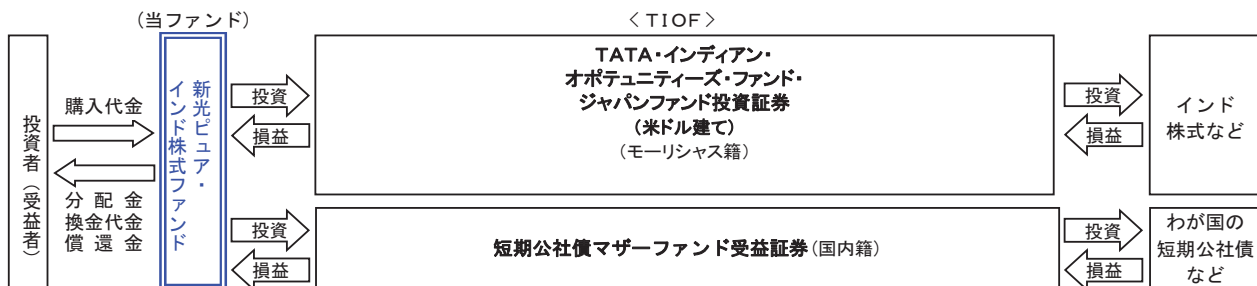 (当ファンド)
<TIOF>
投資者(受益者)
購入代金
分配金
換金代金
償還金
新光ピュア・
インド株式ファンド
投資
損益
TATA・インディアン・
オポテュニティーズ・ファンド・
ジャパンファンド投資証券
(米ドル建て)
(モーリシャス籍)
投資
損益
インド
株式など
投資
損益
短期公社債マザーファンド受益証券(国内籍)
投資
損益
わが国の
短期公社債
など